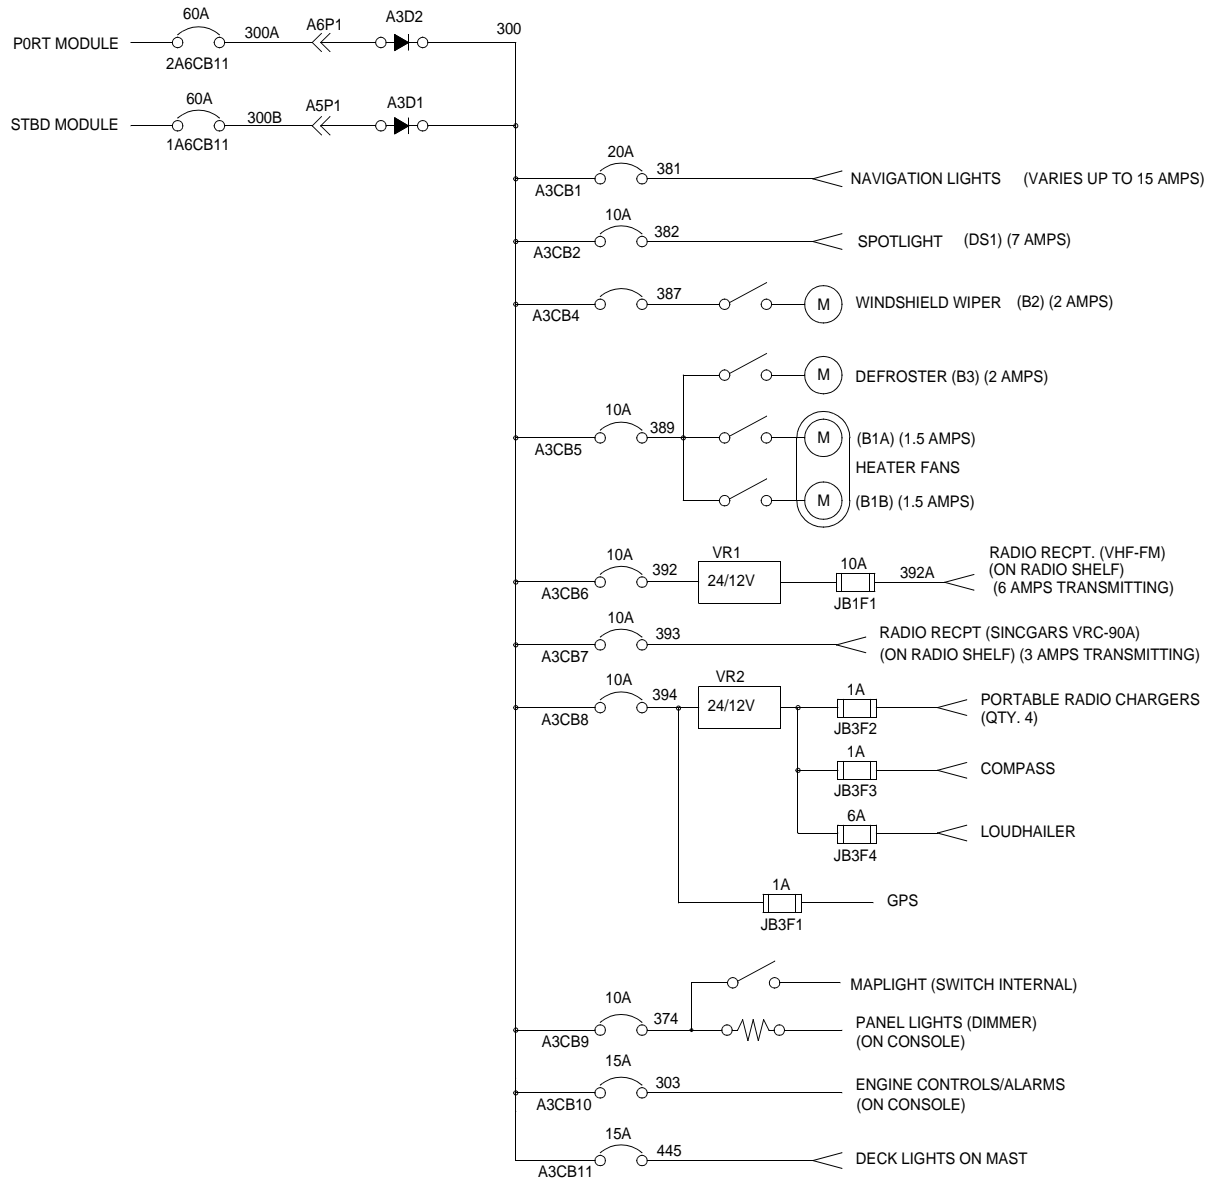 60A
A6P1
A3D2
P0RT MODULE
300A
300
2A6CB11
60A
A5P1
A3D1
STBD MODULE
300B
1A6CB11
20A
381
A3CB1
NAVIGATION LIGHTS (VARIES UP TO 15 AMPS)
10A
382
A3CB2
SPOTLIGHT (DS1) (7 AMPS)
387
A3CB4
M
WINDSHIELD WIPER (B2) (2 AMPS)
M
DEFROSTER (B3) (2 AMPS)
10A
389
A3CB5
M
(B1A) (1.5 AMPS)
HEATER FANS
M
(B1B) (1.5 AMPS)
10A
392
A3CB6
VR1
24/12V
10A
JB1F1
392A
RADIO RECPT. (VHF-FM)
(ON RADIO SHELF)
(6 AMPS TRANSMITTING)
10A
393
A3CB7
RADIO RECPT (SINCGARS VRC-90A)
(ON RADIO SHELF) (3 AMPS TRANSMITTING)
10A
394
A3CB8
VR2
24/12V
1A
JB3F2
PORTABLE RADIO CHARGERS
(QTY. 4)
1A
JB3F3
COMPASS
6A
JB3F4
LOUDHAILER
1A
JB3F1
GPS
MAPLIGHT (SWITCH INTERNAL)
10A
374
A3CB9
PANEL LIGHTS (DIMMER)
(ON CONSOLE)
15A
303
A3CB10
ENGINE CONTROLS/ALARMS
(ON CONSOLE)
15A
445
A3CB11
DECK LIGHTS ON MAST